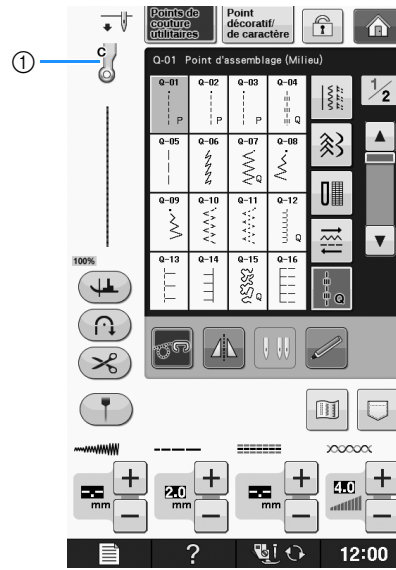 Points de
couture
utilitaires
Point
décoratif/
de caractère
1
C
Q-01 Point d'assemblage (Milieu)
1/2
Q-01
Q-02
Q-03
Q-04
P
P
P
Q
Q-05
Q-06
Q-07
Q-08
Q
Q-09
Q-10
Q-11
Q-12
Q
Q-13
Q-14
Q-15
Q-16
Q
Q
100%
-.-
mm
2.0
mm
-.-
mm
4.0
?
12:00